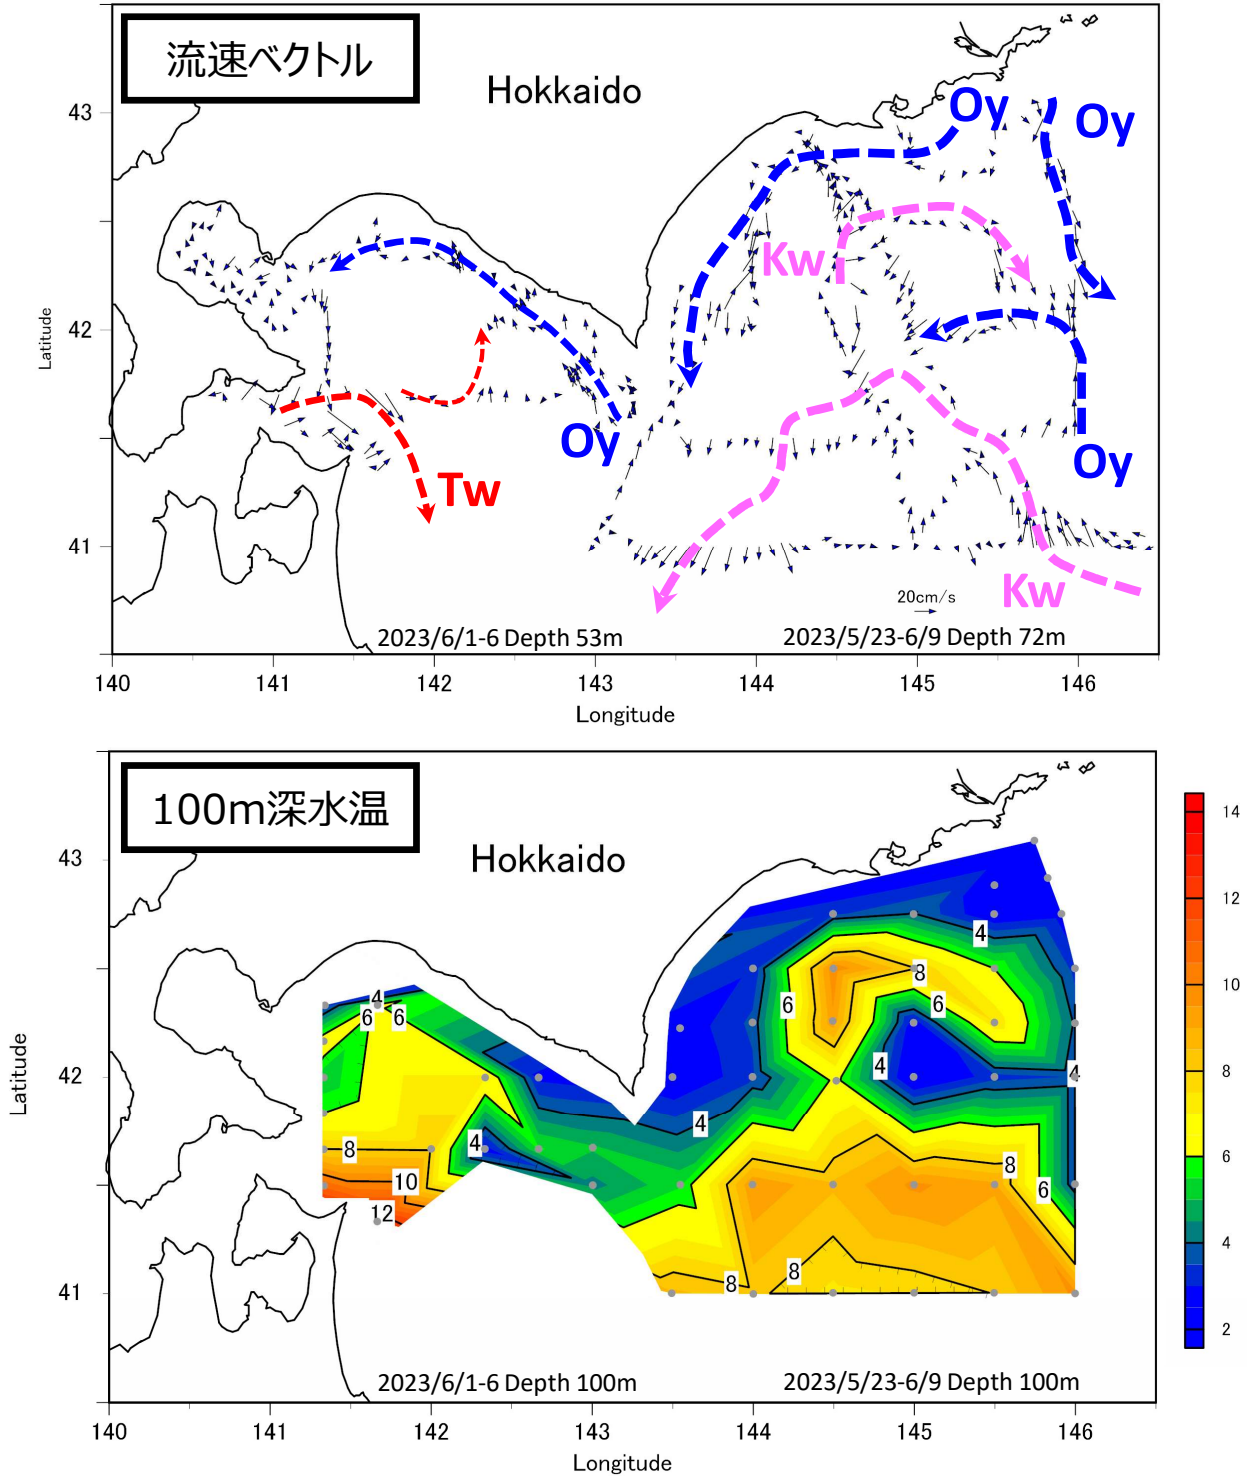 流速ベクトル
Hokkaido
Oy
Oy
Kw
Oy
Tw
Oy
Kw
20cm/s
2023/6/1-6 Depth 53m
2023/5/23-6/9 Depth 72m
43
42
41
Latitude
140
141
142
143
144
145
146
Longitude
100m深水温
Hokkaido
4
6
6
8
10
12
4
4
4
6
8
6
4
4
8
6
8
8
2023/6/1-6 Depth 100m
2023/5/23-6/9 Depth 100m
43
42
41
Latitude
140
141
142
143
144
145
146
Longitude
14
12
10
8
6
4
2